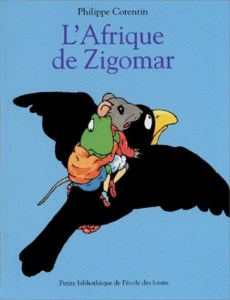 Philippe Corentin
L'Afrique
de Zigomar
Petite bibliothèque de l'école des loisirs